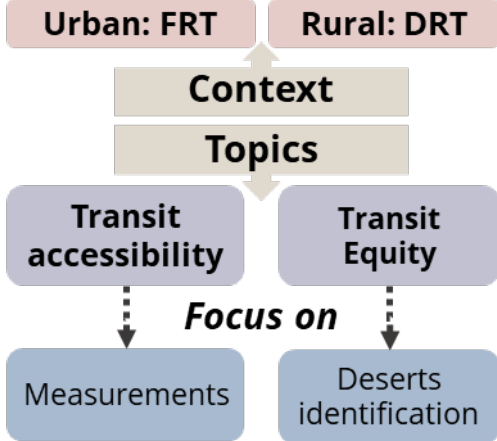 Urban: FRT
Rural: DRT
Context
Topics
Transit
accessibility
Transit
Equity
Focus on
Measurements
Deserts
identification